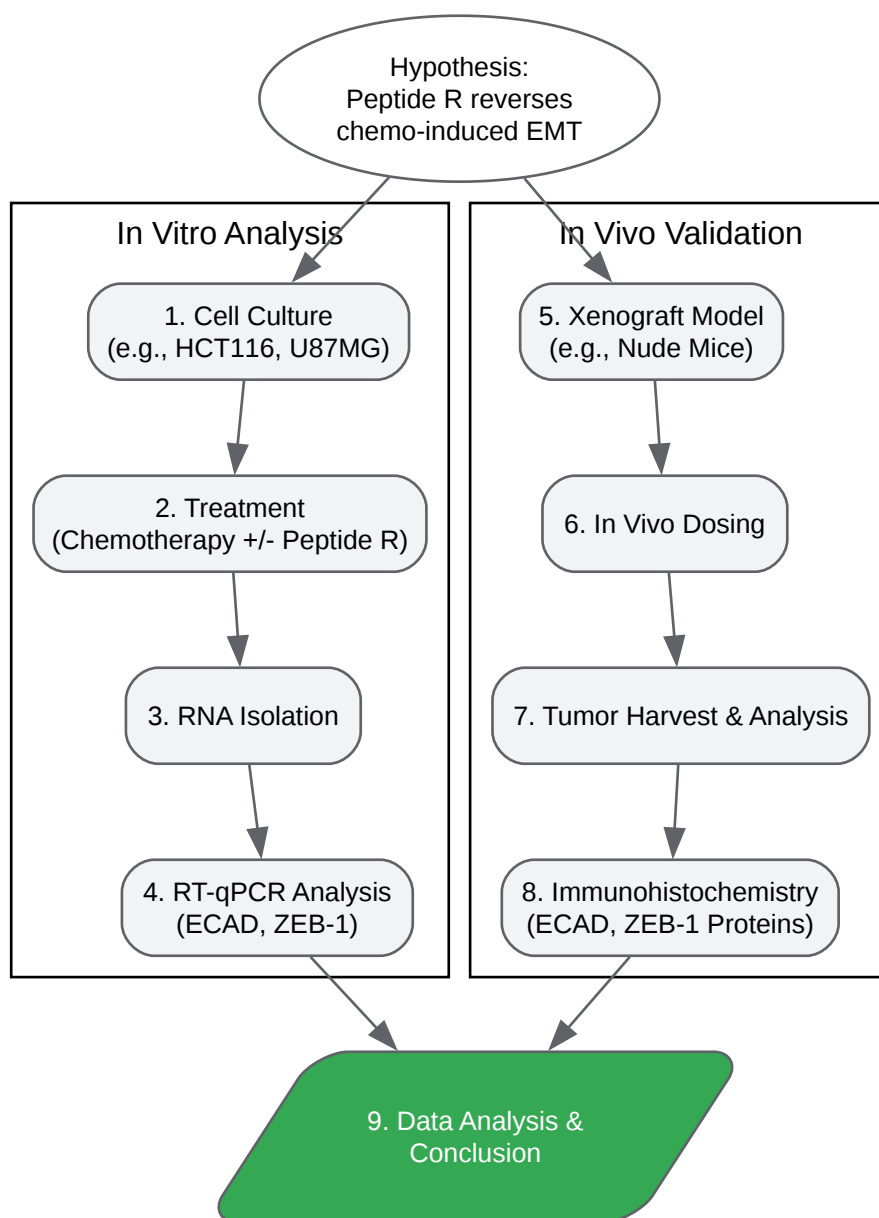 Hypothesis:
Peptide R reverses
chemo-induced EMT
In Vitro Analysis
1. Cell Culture
(e.g., HCT116, U87MG)
2. Treatment
(Chemotherapy +/- Peptide R)
3. RNA Isolation
4. RT-qPCR Analysis
(ECAD, ZEB-1)
In Vivo Validation
5. Xenograft Model
(e.g., Nude Mice)
6. In Vivo Dosing
7. Tumor Harvest & Analysis
8. Immunohistochemistry
(ECAD, ZEB-1 Proteins)
9. Data Analysis &
Conclusion